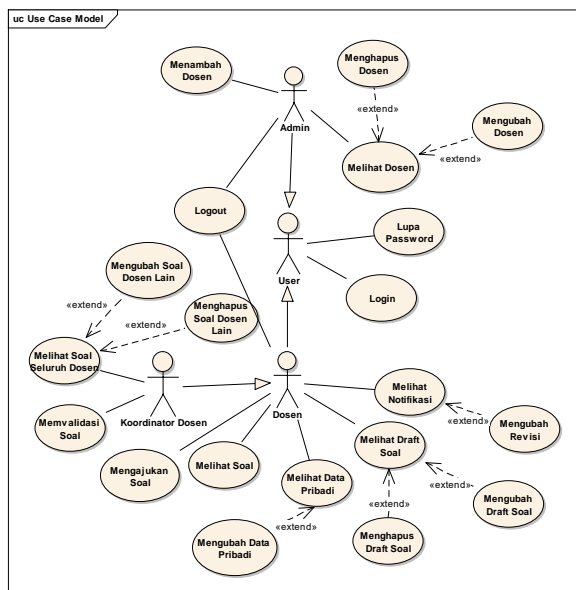 uc Use Case Model
Menambah
Dosen
Menghapus
Dosen
Admin
«extend»
Mengubah
Dosen
«extend»
Melihat Dosen
Logout
Lupa
Password
User
Mengubah Soal
Dosen Lain
Login
«extend»
Menghapus
Soal Dosen
Lain
«extend»
Melihat Soal
Seluruh Dosen
Koordinator Dosen
Dosen
Melihat
Notifikasi
«extend»
Mengubah
Revisi
Memvalidasi
Soal
Mengajukan
Soal
Melihat Soal
Melihat Draft
Soal
Melihat Data
Pribadi
«extend»
Mengubah
Draft Soal
«extend»
«extend»
Mengubah Data
Pribadi
Menghapus
Draft Soal